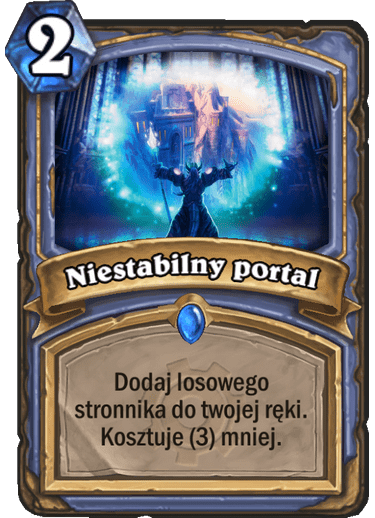 2
Niestabilny portal
Dodaj losowego
stronnika do twojej ręki.
Kosztuje (3) mniej.